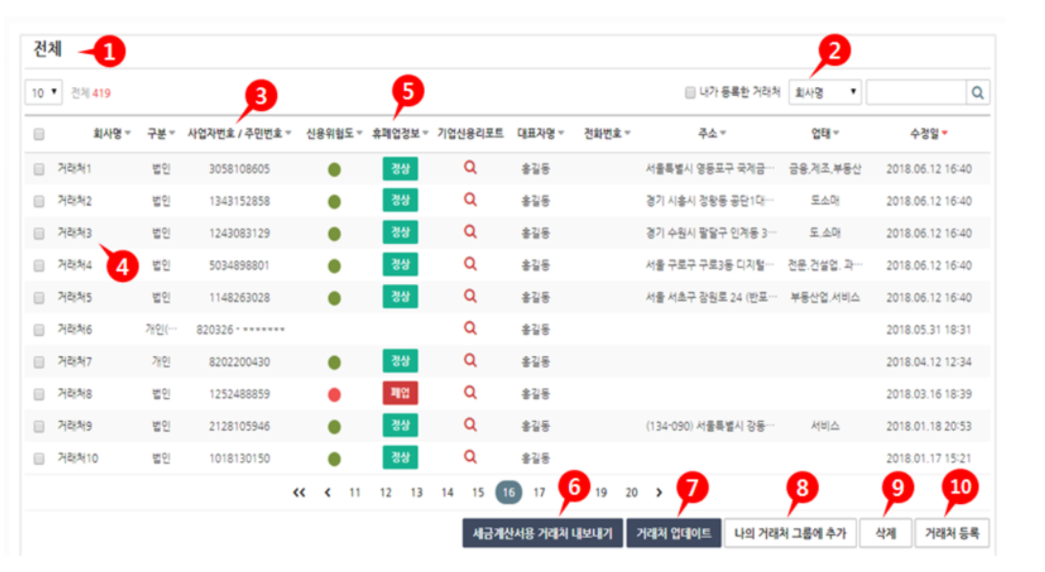 전체 1
2
10 전체 419 내가 등록한 거래처 회사명
3 5
회사명 구분 사업자번호 / 주민번호 신용위험도 휴폐업정보 기업신용리포트 대표자명 전화번호 주소 업태 수정일
거래처1 법인 3058108605 정상 홍길동 서울특별시 영등포구 국제금··· 금융,제조,부동산 2018.06.12 16:40
거래처2 법인 1343152858 정상 홍길동 경기 시흥시 정왕동 공단1대··· 도소매 2018.06.12 16:40
거래처3 법인 1243083129 정상 홍길동 경기 수원시 팔달구 인계동 3··· 도.소매 2018.06.12 16:40
거래처4 4 법인 5034898801 정상 홍길동 서울 구로구 구로3동 디지털··· 전문.건설업. 과··· 2018.06.12 16:40
거래처5 법인 1148263028 정상 홍길동 서울 서초구 잠원로 24 (반포··· 부동산업.서비스 2018.06.12 16:40
거래처6 개인(··· 820326 - ******* 홍길동 2018.05.31 18:31
거래처7 개인 8202200430 정상 홍길동 2018.04.12 12:34
거래처8 법인 1252488859 폐업 홍길동 2018.03.16 18:39
거래처9 법인 2128105946 정상 홍길동 (134-090) 서울특별시 강동··· 서비스 2018.01.18 20:53
거래처10 법인 1018130150 정상 홍길동 2018.01.17 15:21
11 12 13 14 15 16 17 19 20
6 7 8 9 10
세금계산서용 거래처 내보내기 거래처 업데이트 나의 거래처 그룹에 추가 삭제 거래처 등록